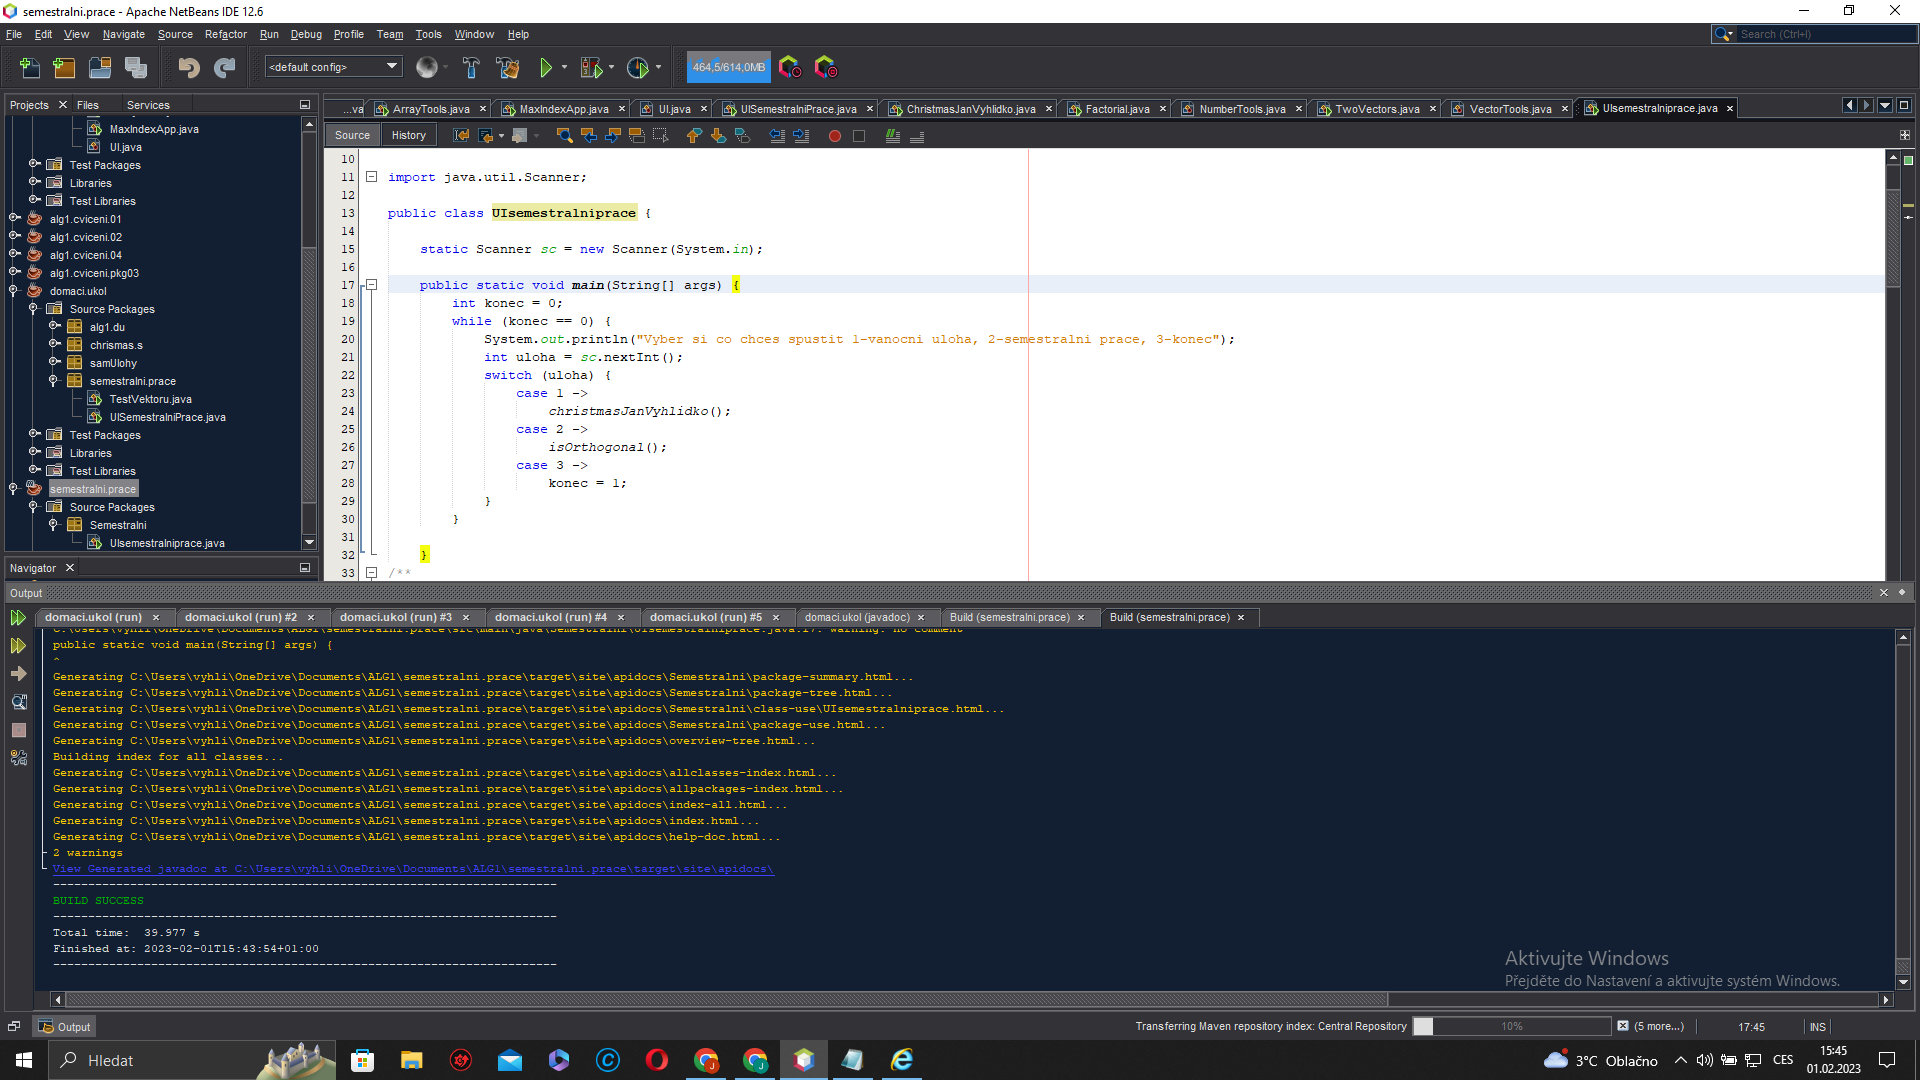 semestralni.prace - Apache NetBeans IDE 12.6
File Edit View Navigate Source Refactor Run Debug Profile Team Tools Window Help
Search (Ctrl+I)
<default config>
464,5/614,0MB
Projects Files Services
...va ArrayTools.java MaxIndexApp.java UI.java UISemestralniPrace.java ChristmasJanVyhlidko.java Factorial.java NumberTools.java TwoVectors.java VectorTools.java UIsemestralniprace.java
Source History
MaxIndexApp.java
UI.java
Test Packages
Libraries
Test Libraries
alg1.cviceni.01
alg1.cviceni.02
alg1.cviceni.04
alg1.cviceni.pkg03
domaci.ukol
Source Packages
alg1.du
chrismas.s
samUlohy
semestralni.prace
TestVektoru.java
UISemestralniPrace.java
Test Packages
Libraries
Test Libraries
semestralni.prace
Source Packages
Semestralni
UIsemestralniprace.java
Navigator
10
11 import java.util.Scanner;
12
13 public class UIsemestralniprace {
14
15 static Scanner sc = new Scanner(System.in);
16
17 public static void main(String[] args) {
18 int konec = 0;
19 while (konec == 0) {
20 System.out.println("Vyber si co chces spustit 1-vanocni uloha, 2-semestralni prace, 3-konec");
21 int uloha = sc.nextInt();
22 switch (uloha) {
23 case 1 ->
24 christmasJanVyhlidko();
25 case 2 ->
26 isOrthogonal();
27 case 3 ->
28 konec = 1;
29 }
30 }
31
32 }
33 /**
Output
domaci.ukol (run) domaci.ukol (run) #2 domaci.ukol (run) #3 domaci.ukol (run) #4 domaci.ukol (run) #5 domaci.ukol (javadoc) Build (semestralni.prace) Build (semestralni.prace)
C:\Users\vyhli\OneDrive\Documents\ALG1\semestralni.prace\src\main\java\Semestralni\UIsemestralniprace.java:17: warning: no comment
public static void main(String[] args) {
^
Generating C:\Users\vyhli\OneDrive\Documents\ALG1\semestralni.prace\target\site\apidocs\Semestralni\package-summary.html...
Generating C:\Users\vyhli\OneDrive\Documents\ALG1\semestralni.prace\target\site\apidocs\Semestralni\package-tree.html...
Generating C:\Users\vyhli\OneDrive\Documents\ALG1\semestralni.prace\target\site\apidocs\Semestralni\class-use\UIsemestralniprace.html...
Generating C:\Users\vyhli\OneDrive\Documents\ALG1\semestralni.prace\target\site\apidocs\Semestralni\package-use.html...
Generating C:\Users\vyhli\OneDrive\Documents\ALG1\semestralni.prace\target\site\apidocs\overview-tree.html...
Building index for all classes...
Generating C:\Users\vyhli\OneDrive\Documents\ALG1\semestralni.prace\target\site\apidocs\allclasses-index.html...
Generating C:\Users\vyhli\OneDrive\Documents\ALG1\semestralni.prace\target\site\apidocs\allpackages-index.html...
Generating C:\Users\vyhli\OneDrive\Documents\ALG1\semestralni.prace\target\site\apidocs\index-all.html...
Generating C:\Users\vyhli\OneDrive\Documents\ALG1\semestralni.prace\target\site\apidocs\index.html...
Generating C:\Users\vyhli\OneDrive\Documents\ALG1\semestralni.prace\target\site\apidocs\help-doc.html...
2 warnings
View Generated javadoc at C:\Users\vyhli\OneDrive\Documents\ALG1\semestralni.prace\target\site\apidocs\
------------------------------------------------------------------------
BUILD SUCCESS
------------------------------------------------------------------------
Total time:  39.977 s
Finished at: 2023-02-01T15:43:54+01:00
------------------------------------------------------------------------
Aktivujte Windows
Přejděte do Nastavení a aktivujte systém Windows.
Output
Transferring Maven repository index: Central Repository 10% (5 more...) 17:45 INS
Hledat
3°C Oblačno CES 15:45
01.02.2023